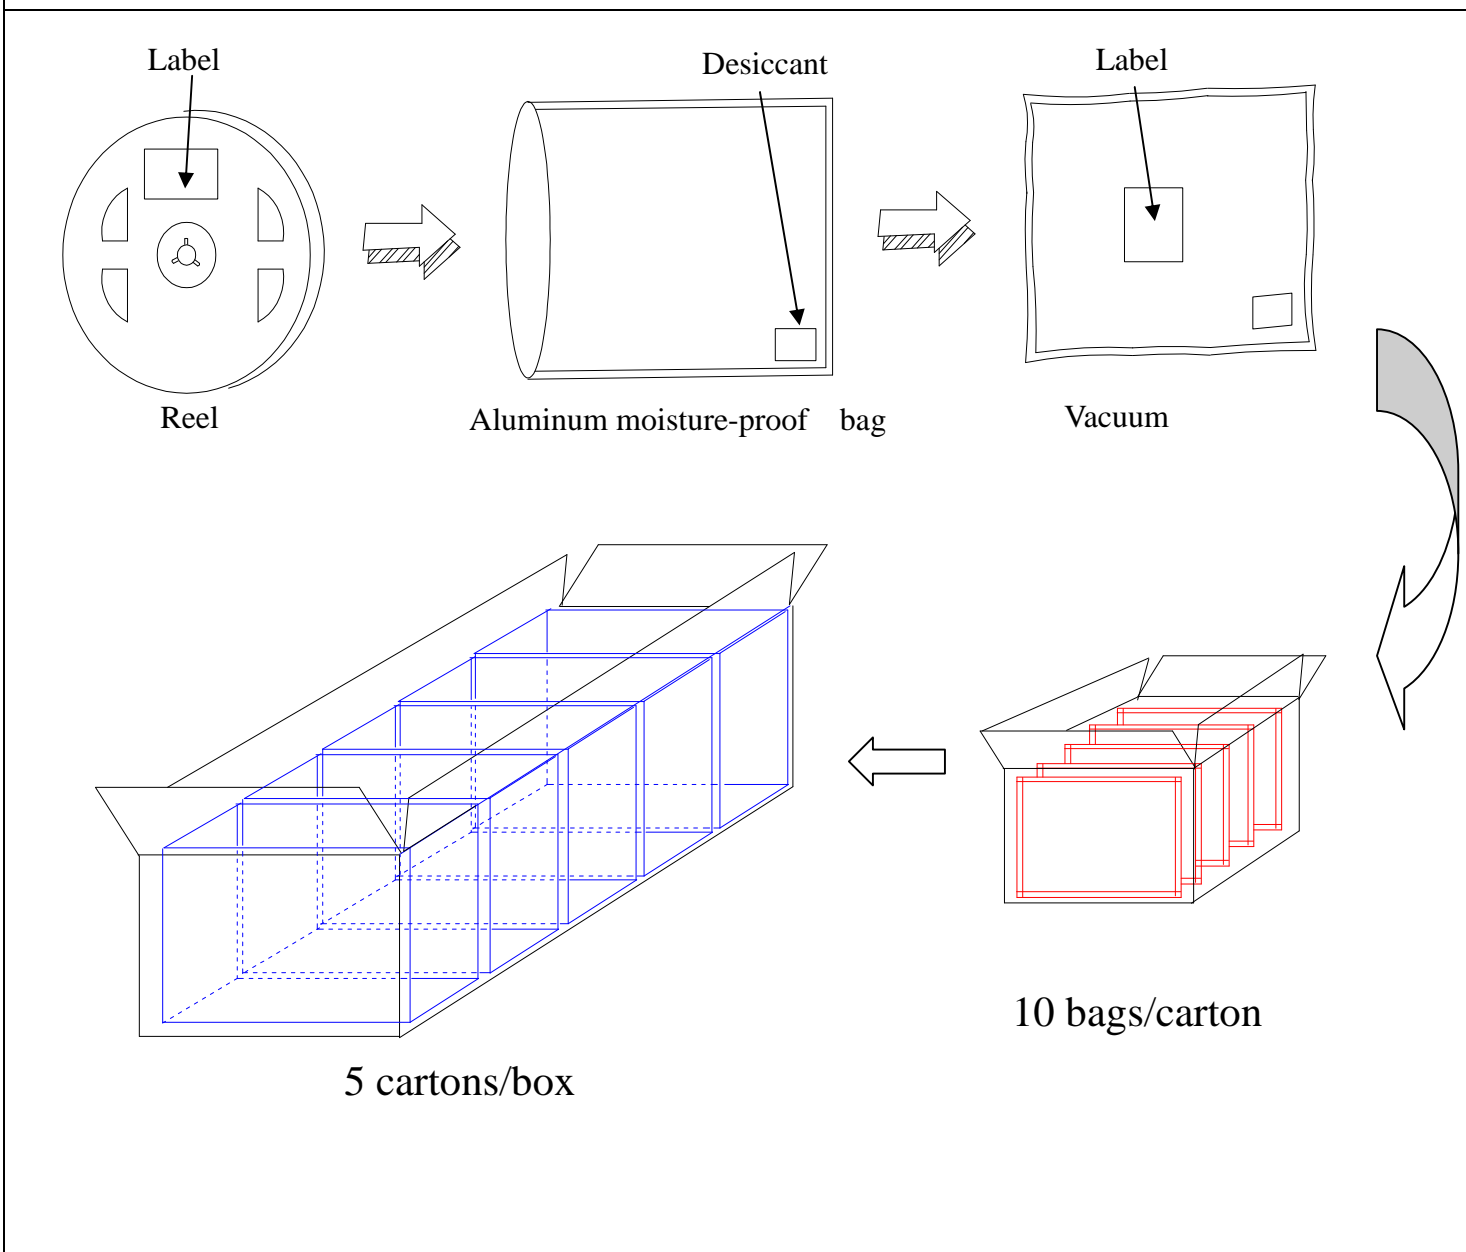 Label
Desiccant
Label
Reel
Aluminum moisture-proof bag
Vacuum
10 bags/carton
5 cartons/box